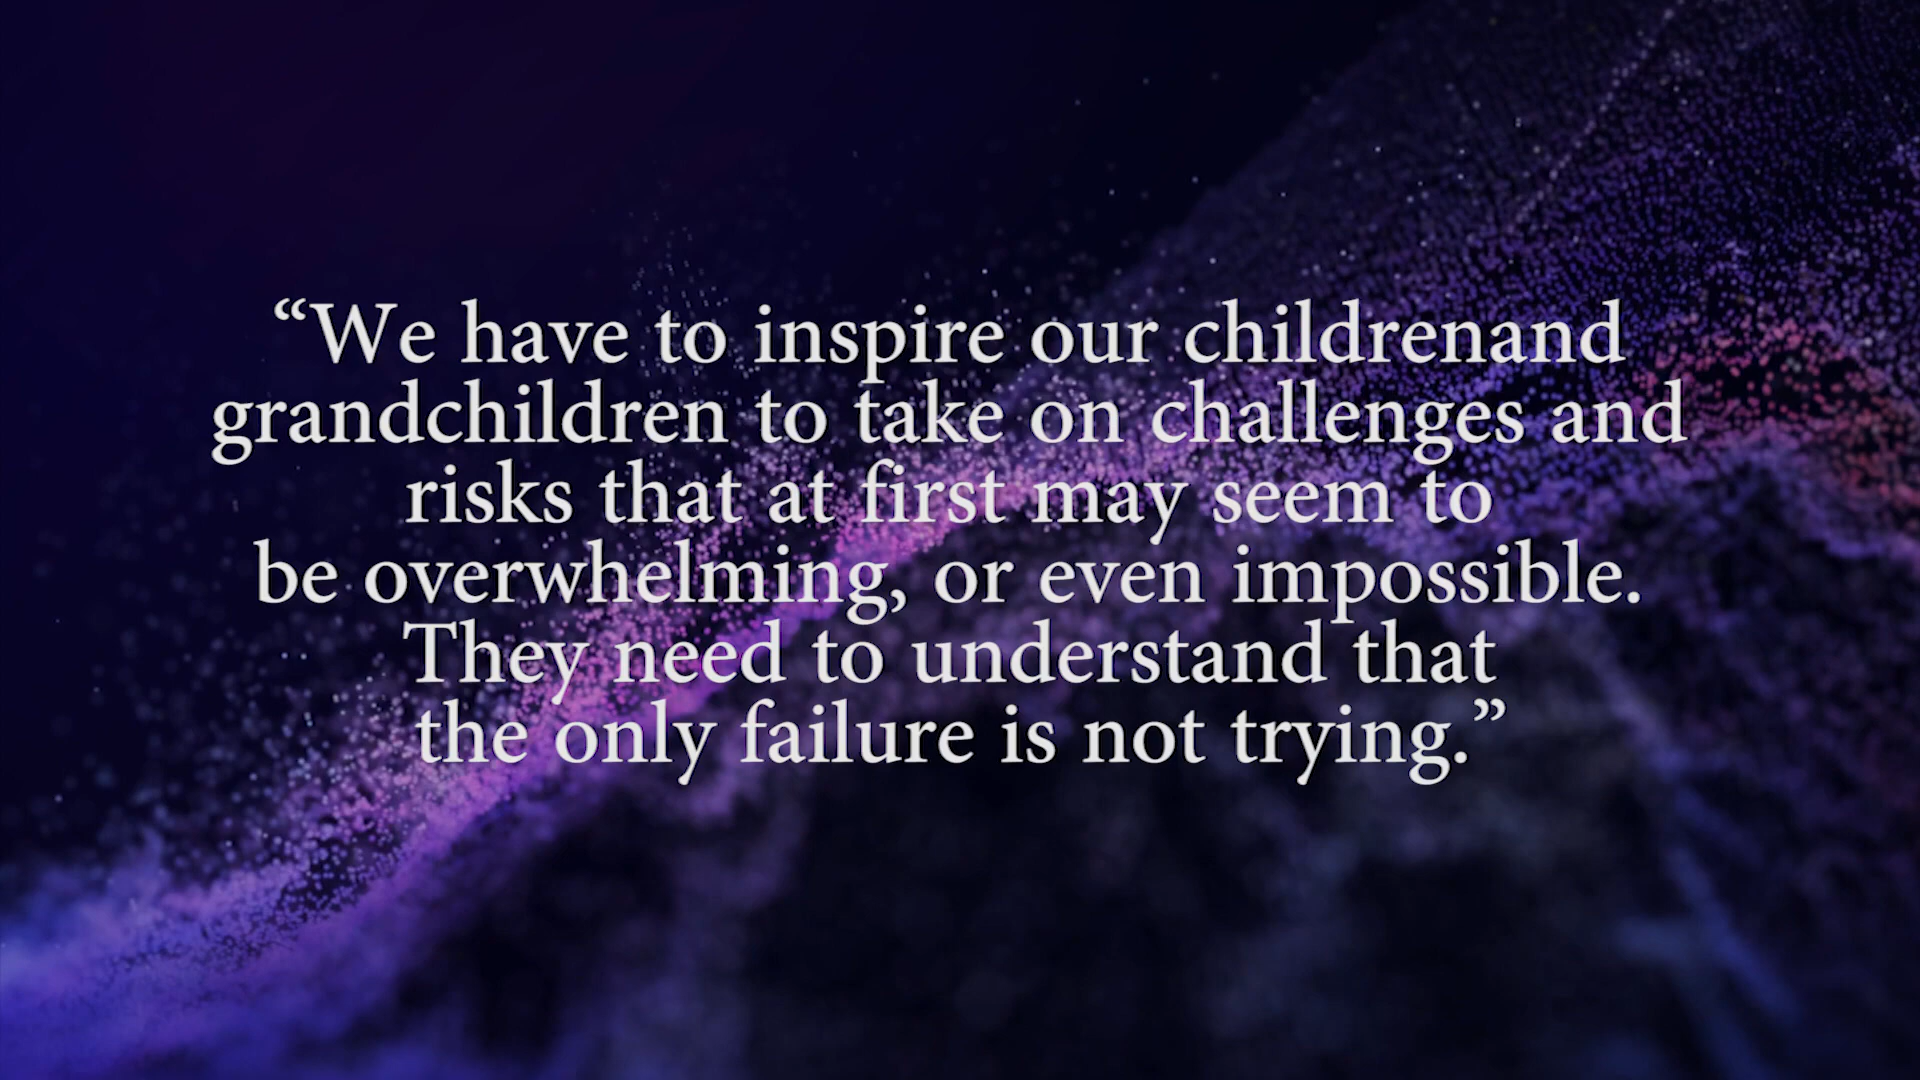 “We have to inspire our childrenand
grandchildren to take on challenges and
risks that at first may seem to
be overwhelming, or even impossible.
They need to understand that
the only failure is not trying.”